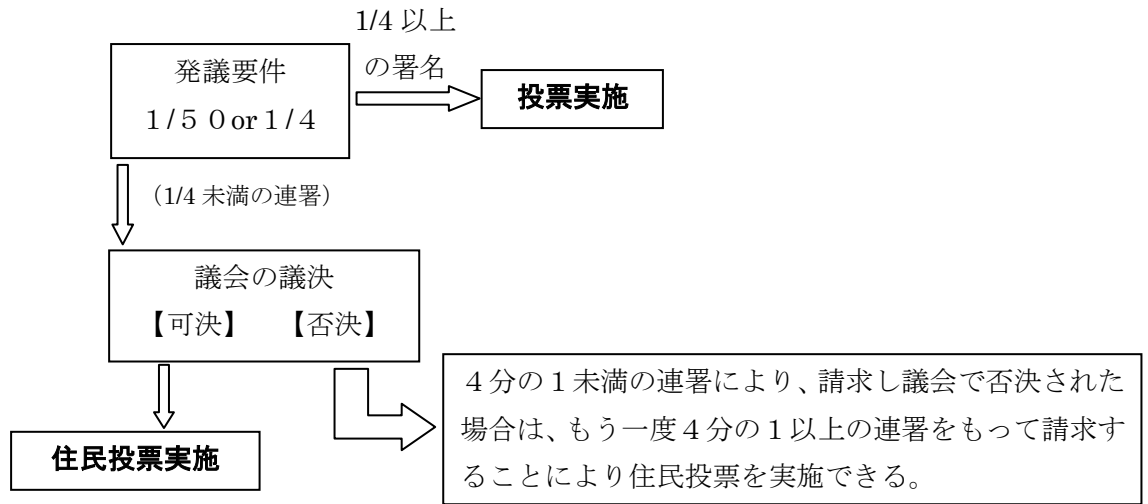 1/4 以上
の署名
発議要件
1/５０or１/４
投票実施
（1/4 未満の連署）
議会の議決
【可決】　【否決】
４分の１未満の連署により、請求し議会で否決された
場合は、もう一度４分の１以上の連署をもって請求す
ることにより住民投票を実施できる。
住民投票実施